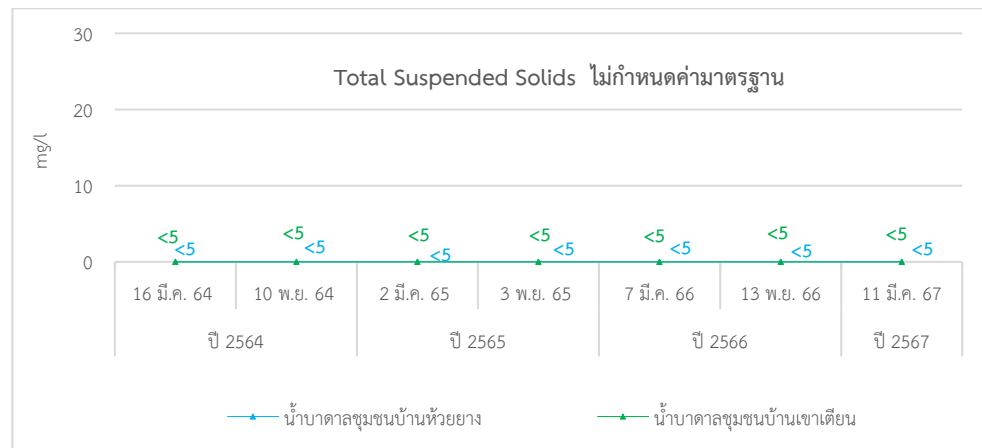 Total Suspended Solids ไม่กำหนดค่ามาตรฐาน
mg/l
30
20
10
0
<5 <5 <5 <5 <5 <5 <5
<5 <5 <5 <5 <5 <5 <5
16 มี.ค. 64 10 พ.ย. 64 2 มี.ค. 65 3 พ.ย. 65 7 มี.ค. 66 13 พ.ย. 66 11 มี.ค. 67
ปี 2564 ปี 2565 ปี 2566 ปี 2567
น้ำบาดาลชุมชนบ้านห้วยยาง น้ำบาดาลชุมชนบ้านเขาเตียน